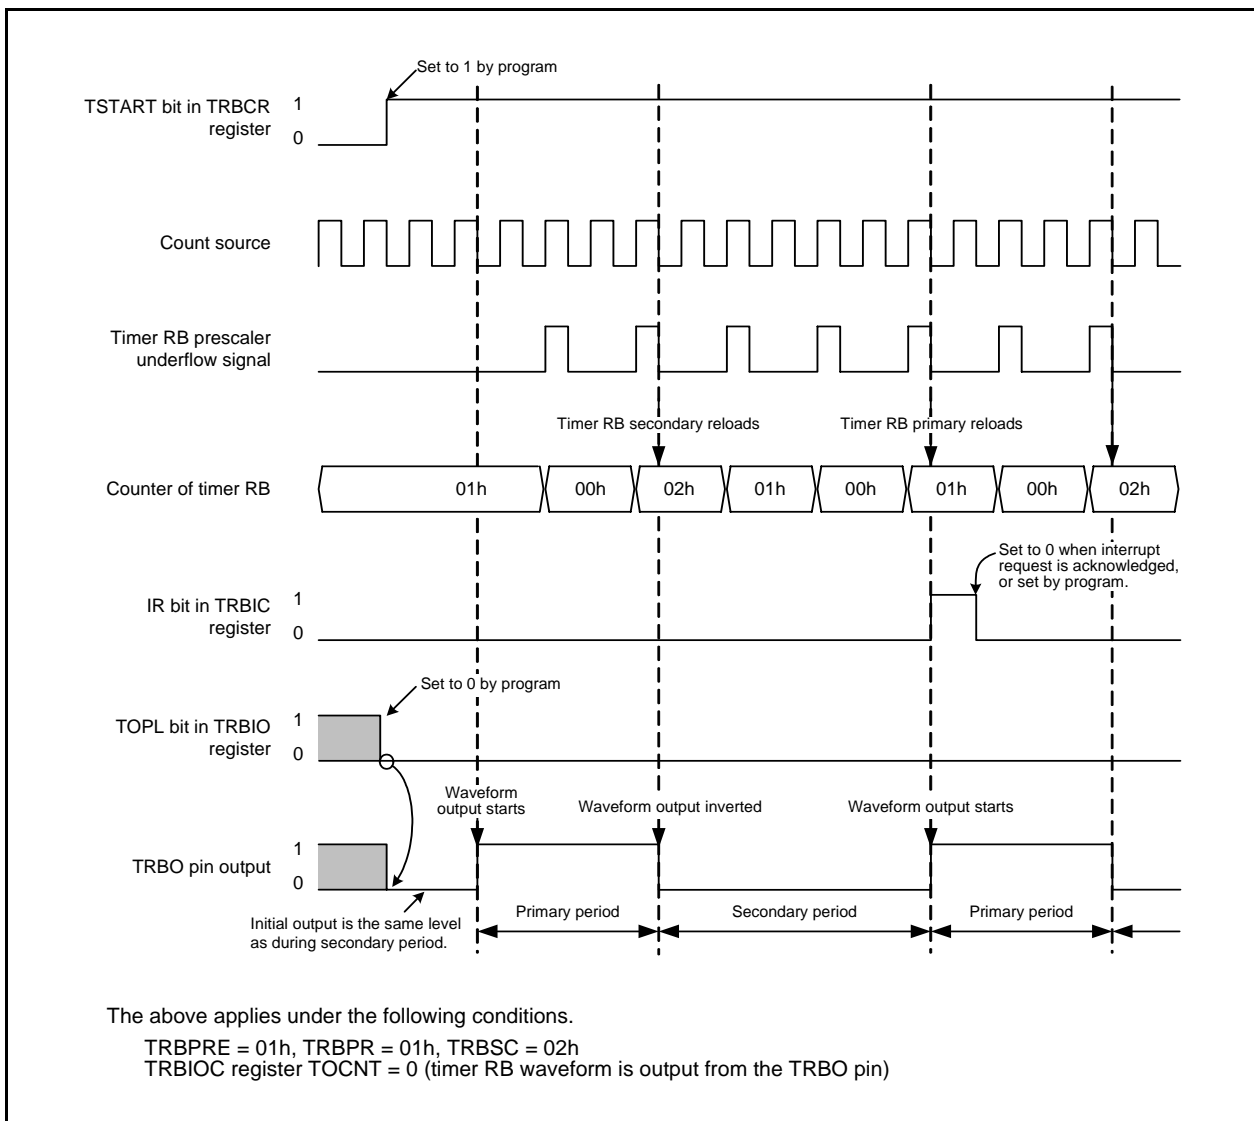 Set to 1 by program
TSTART bit in TRBCR
register
1
0
Count source
Timer RB prescaler
underflow signal
Timer RB secondary reloads
Timer RB primary reloads
Counter of timer RB
01h
00h
02h
01h
00h
01h
00h
02h
Set to 0 when interrupt
request is acknowledged,
or set by program.
IR bit in TRBIC
register
1
0
Set to 0 by program
TOPL bit in TRBIO
register
1
0
Waveform
output starts
Waveform output inverted
Waveform output starts
TRBO pin output
1
0
Initial output is the same level
as during secondary period.
Primary period
Secondary period
Primary period
The above applies under the following conditions.
TRBPRE = 01h, TRBPR = 01h, TRBSC = 02h
TRBIOC register TOCNT = 0 (timer RB waveform is output from the TRBO pin)